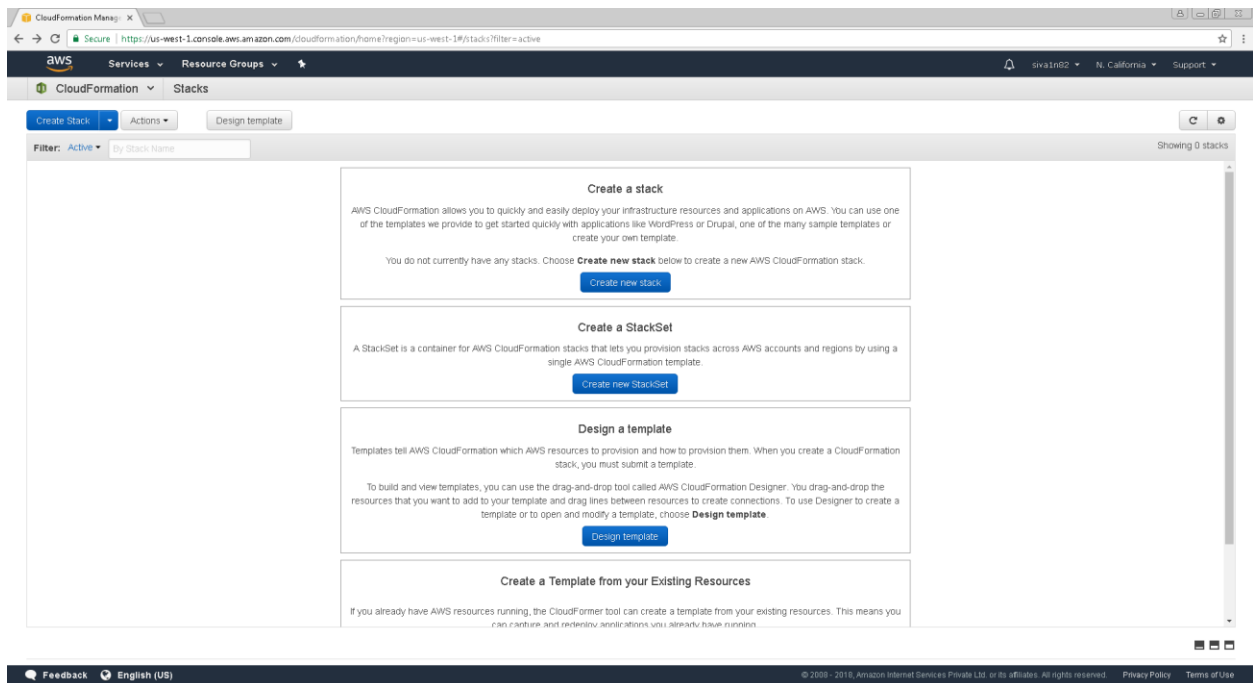 CloudFormation Manag
Secure | https://us-west-1.console.aws.amazon.com/cloudformation/home?region=us-west-1#/stacks?filter=active
aws Services Resource Groups siva1n82 N. California Support
CloudFormation Stacks
Create Stack Actions Design template
Filter: Active By Stack Name Showing 0 stacks
Create a stack
AWS CloudFormation allows you to quickly and easily deploy your infrastructure resources and applications on AWS. You can use one
of the templates we provide to get started quickly with applications like WordPress or Drupal, one of the many sample templates or
create your own template.
You do not currently have any stacks. Choose Create new stack below to create a new AWS CloudFormation stack.
Create new stack
Create a StackSet
A StackSet is a container for AWS CloudFormation stacks that lets you provision stacks across AWS accounts and regions by using a
single AWS CloudFormation template.
Create new StackSet
Design a template
Templates tell AWS CloudFormation which AWS resources to provision and how to provision them. When you create a CloudFormation
stack, you must submit a template.
To build and view templates, you can use the drag-and-drop tool called AWS CloudFormation Designer. You drag-and-drop the
resources that you want to add to your template and drag lines between resources to create connections. To use Designer to create a
template or to open and modify a template, choose Design template.
Design template
Create a Template from your Existing Resources
If you already have AWS resources running, the CloudFormer tool can create a template from your existing resources. This means you
can capture and redeploy applications you already have running.
Feedback English (US) © 2008 - 2018, Amazon Internet Services Private Ltd. or its affiliates. All rights reserved. Privacy Policy Terms of Use